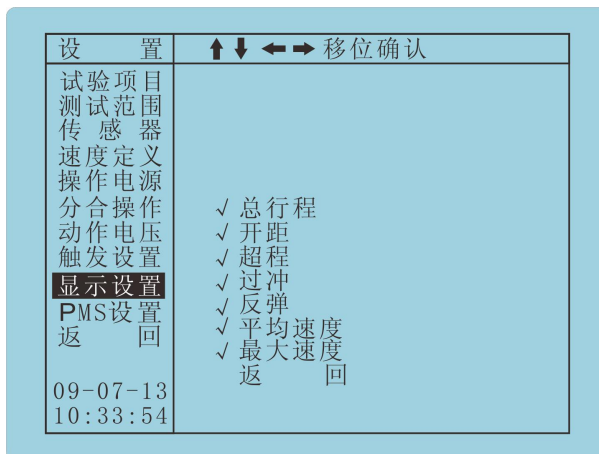 设 置
↑↓←→移位确认
试验项目
测试范围
传 感 器
速度定义
操作电源
分合操作
动作电压
触发设置
显示设置
PMS设置
返 回
09-07-13
10:33:54
√ 总行程
√ 开距
√ 超程
√ 过冲
√ 反弹
√ 平均速度
√ 最大速度
返 回